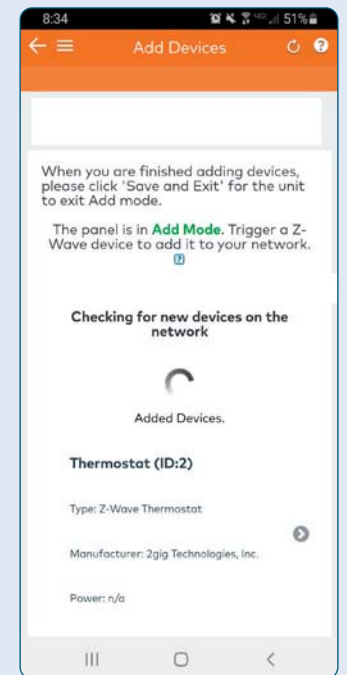 8:34 51%
Add Devices ?
When you are finished adding devices,
please click 'Save and Exit' for the unit
to exit Add mode.
The panel is in Add Mode. Trigger a Z-
Wave device to add it to your network.
?
Checking for new devices on the
network
Added Devices.
Thermostat (ID:2)
Type: Z-Wave Thermostat
Manufacturer: 2gig Technologies, Inc.
Power: n/a